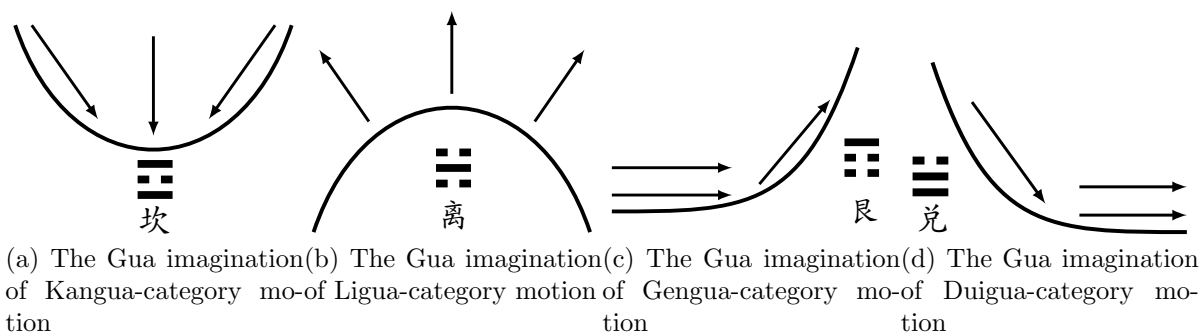 坎
离
艮
兑
(a) The Gua imagination
of Kangua-category mo-
tion
(b) The Gua imagination
of Ligua-category motion
(c) The Gua imagination
of Gengua-category mo-
tion
(d) The Gua imagination
of Duigua-category mo-
tion